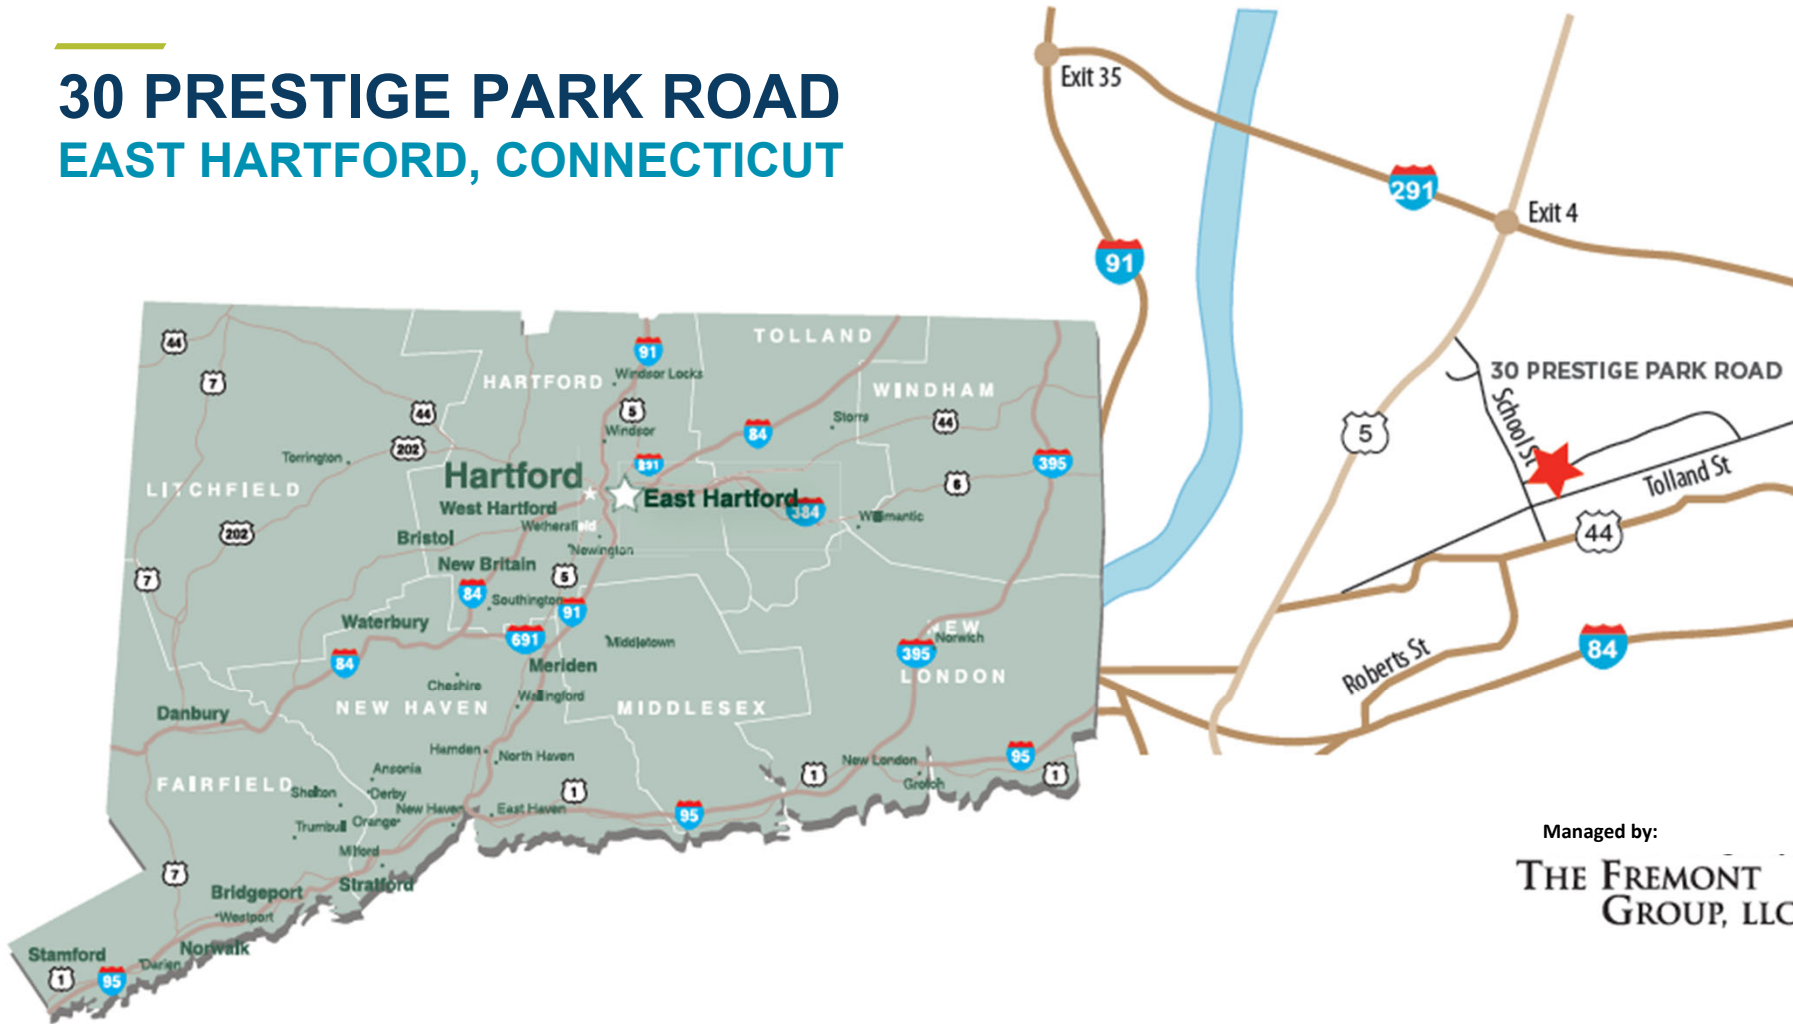 30 PRESTIGE PARK ROAD
EAST HARTFORD, CONNECTICUT
Exit 35
291
Exit 4
91
30 PRESTIGE PARK ROAD
School St
5
Tolland St
44
Roberts St
84
44
7
91
TOLLAND
Windsor Locks
HARTFORD
WINDHAM
44
5
Storrs
44
Windsor
84
202
Torrington
291
395
Hartford
6
LITCHFIELD
East Hartford
West Hartford
384
Willimantic
Wethersfield
202
Bristol
Newington
New Britain
7
5
84
Southington
91
Waterbury
691
Middletown
NEW
Norwich
395
84
Meriden
LONDON
Cheshire
Wallingford
NEW HAVEN
MIDDLESEX
Danbury
Hamden
North Haven
95
New London
Ansonia
1
1
FAIRFIELD
Groton
Shelton
Derby
1
New Haven
East Haven
95
Trumbull
Orange
Milford
7
Stratford
Bridgeport
Westport
Norwalk
Stamford
Darien
1
95
Managed by:
THE FREMONT
GROUP, LLC